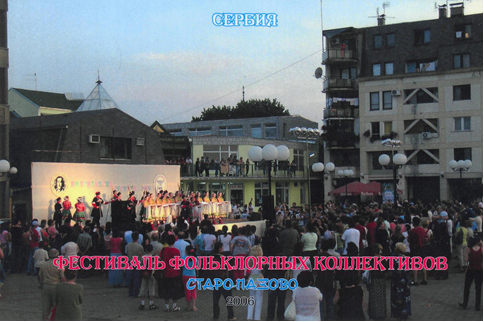 СЕРБИЯ
ФЕСТИВАЛЬ ФОЛЬКЛОРНЫХ КОЛЛЕКТИВОВ
СТАРО-ПАЗОВО
2006